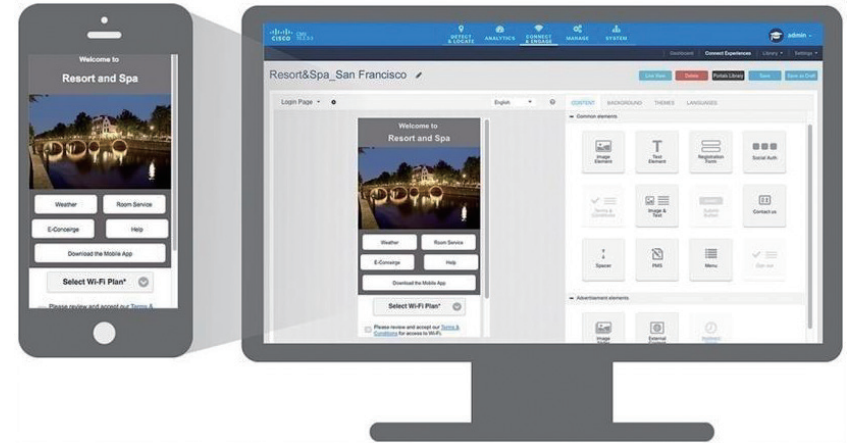 Welcome to
Resort and Spa
Weather
Room Service
E-Concierge
Help
Download the Mobile App
Select Wi-Fi Plan*
Please review and accept our Terms &
CISCO
DETECT & LOCATE
ANALYTICS
CONNECT & ENGAGE
MANAGE
SYSTEM
admin
Dashboard
Connect Experiences
Library
Settings
Resort&Spa_San Francisco
Live View
Delete
Portals Library
Save
Save as Draft
Login Page
English
CONTENT
BACKGROUND
THEMES
LANGUAGES
Welcome to
Resort and Spa
Weather
Room Service
E-Concierge
Help
Download the Mobile App
Select Wi-Fi Plan*
Please review and accept our Terms &
Conditions for access to Wi-Fi.
Common elements
Image Element
Text Element
Registration Form
Social Auth
Terms & Conditions
Image & Text
Submit Button
Contact us
Spacer
PMS
Menu
Advertisement elements
Image
External